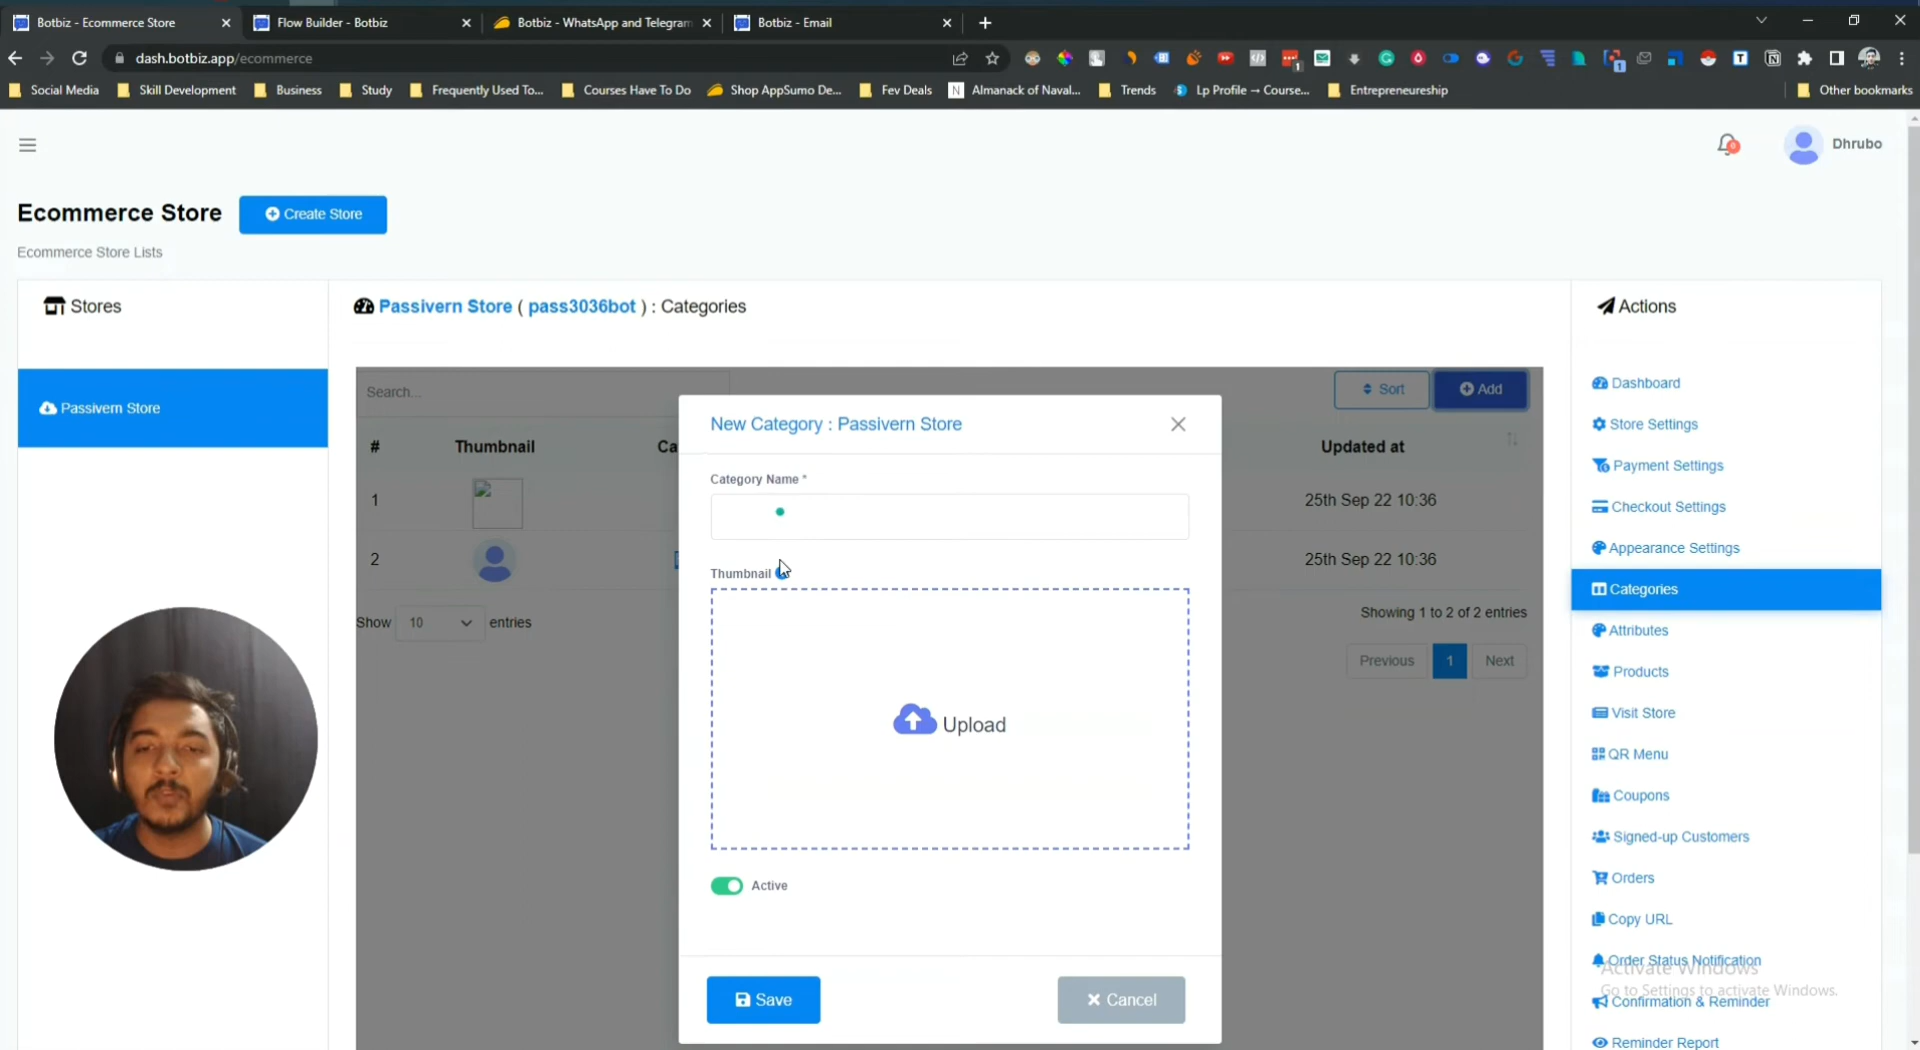 Botbiz - Ecommerce Store
Flow Builder - Botbiz
Botbiz - WhatsApp and Telegram
Botbiz - Email
dash.botbiz.app/ecommerce
Social Media
Skill Development
Business
Study
Frequently Used To...
Courses Have To Do
Shop AppSumo De...
Fev Deals
Almanack of Naval...
Trends
Lp Profile → Course...
Entrepreneureship
Other bookmarks
Dhrubo
Ecommerce Store
Create Store
Ecommerce Store Lists
Stores
Passivern Store ( pass3036bot ) : Categories
Actions
Passivern Store
Search...
Sort
Add
# Thumbnail Ca Updated at
1 25th Sep 22 10:36
2 25th Sep 22 10:36
Show 10 entries
Showing 1 to 2 of 2 entries
Previous 1 Next
New Category : Passivern Store
Category Name *
Thumbnail
Upload
Active
Save
Cancel
Dashboard
Store Settings
Payment Settings
Checkout Settings
Appearance Settings
Categories
Attributes
Products
Visit Store
QR Menu
Coupons
Signed-up Customers
Orders
Copy URL
Order Status Notification
Confirmation & Reminder
Reminder Report
Activate Windows
Go to Settings to activate Windows.